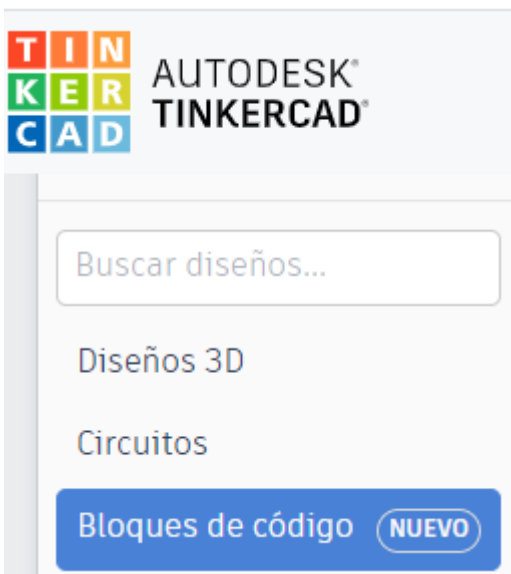 TIN
KER
CAD
AUTODESK®
TINKERCAD®
Buscar diseños...
Diseños 3D
Circuitos
Bloques de código NUEVO